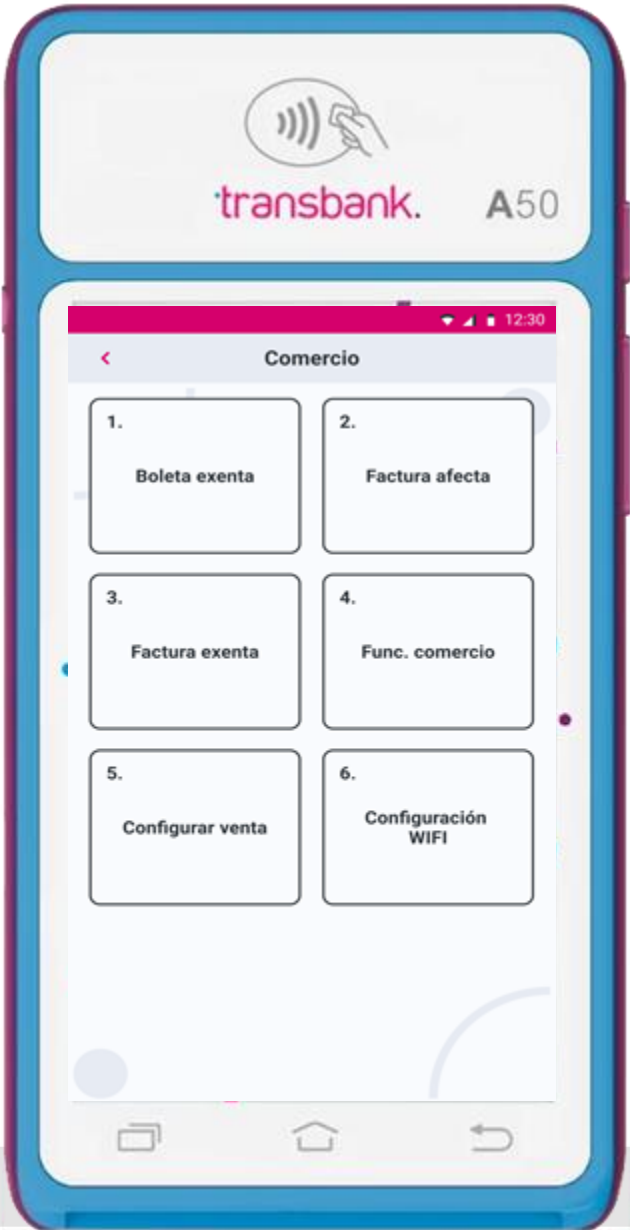 transbank.
A50
12:30
Comercio
1.
Boleta exenta
2.
Factura afecta
3.
Factura exenta
4.
Func. comercio
5.
Configurar venta
6.
Configuración
WIFI